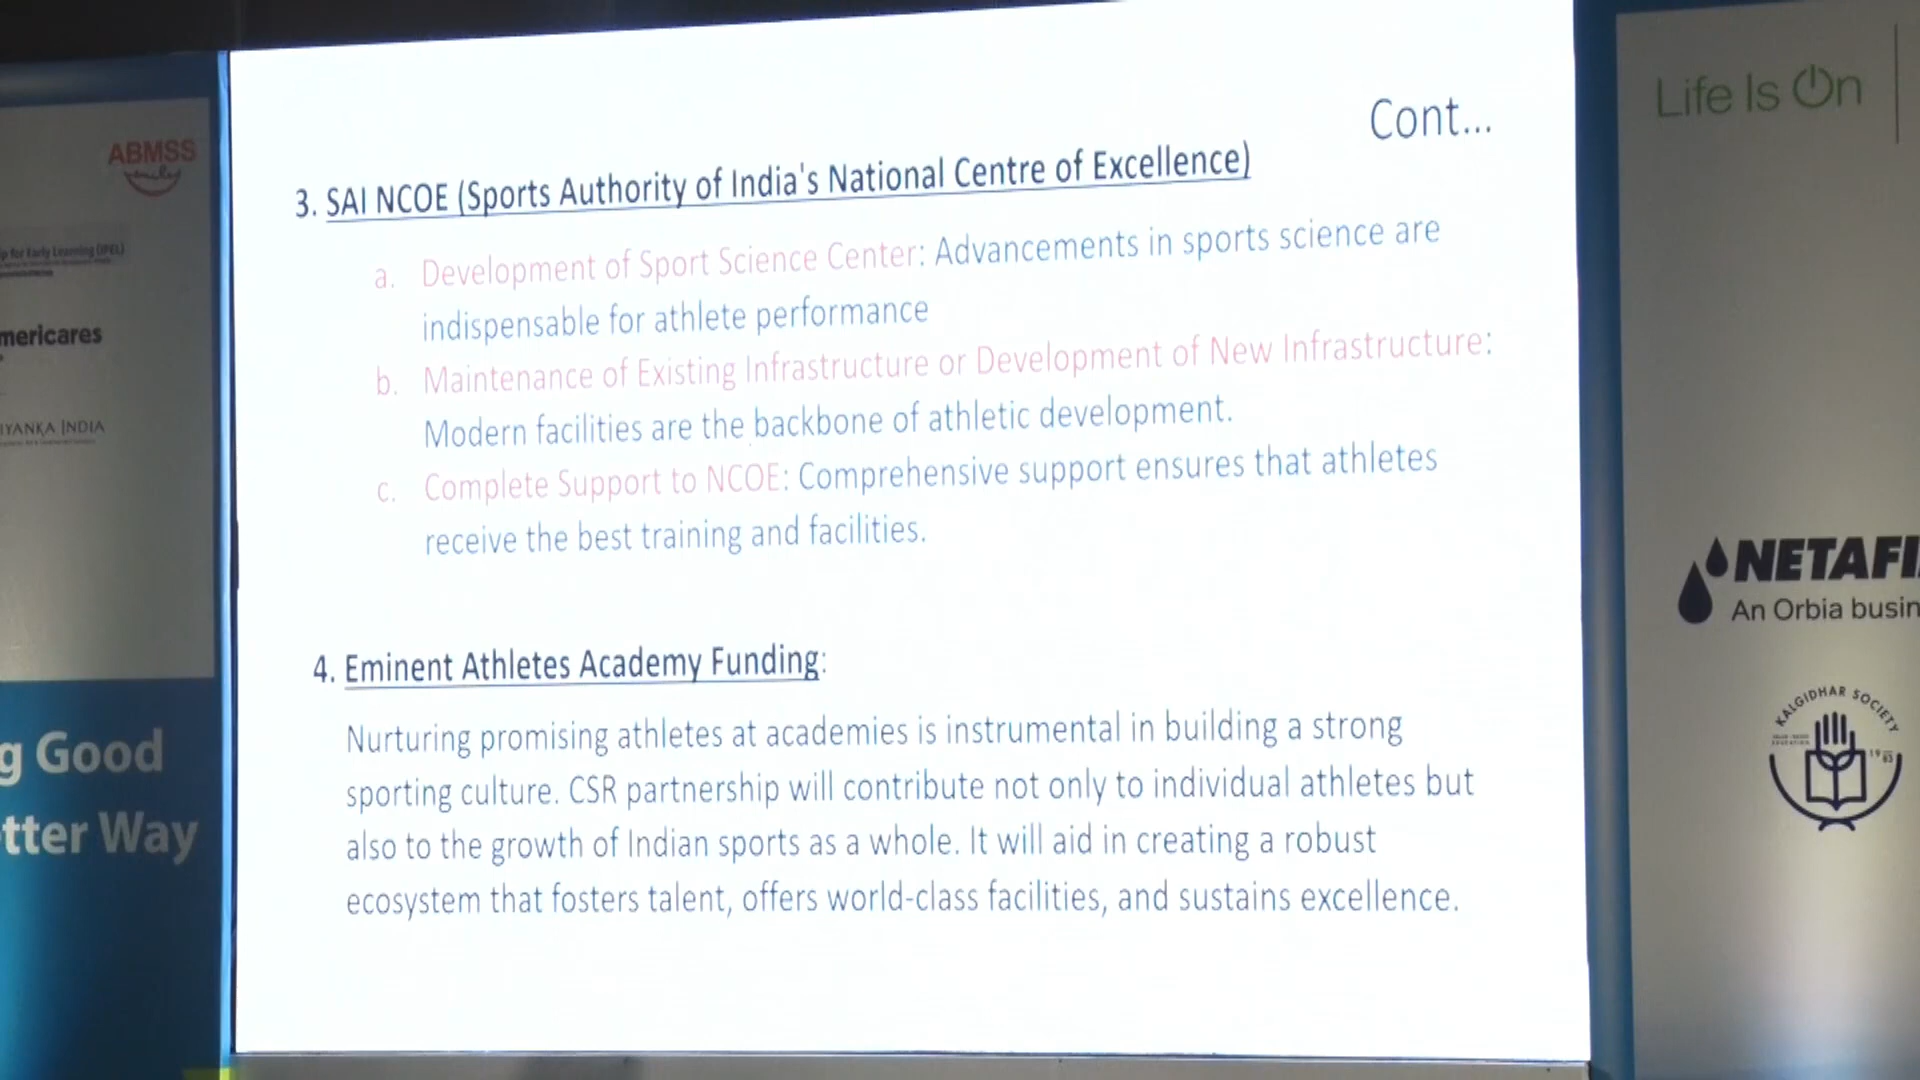 Cont...
3. SAI NCOE (Sports Authority of India's National Centre of Excellence)
a. Development of Sport Science Center: Advancements in sports science are
indispensable for athlete performance
b. Maintenance of Existing Infrastructure or Development of New Infrastructure:
Modern facilities are the backbone of athletic development.
c. Complete Support to NCOE: Comprehensive support ensures that athletes
receive the best training and facilities.
4. Eminent Athletes Academy Funding:
Nurturing promising athletes at academies is instrumental in building a strong
sporting culture. CSR partnership will contribute not only to individual athletes but
also to the growth of Indian sports as a whole. It will aid in creating a robust
ecosystem that fosters talent, offers world-class facilities, and sustains excellence.
ABMSS
smiles
p for Early Learning (IPEL)
mericares
IYANKA INDIA
g Good
tter Way
Life Is On
NETAFI
An Orbia busin
KALGIDHAR SOCIETY